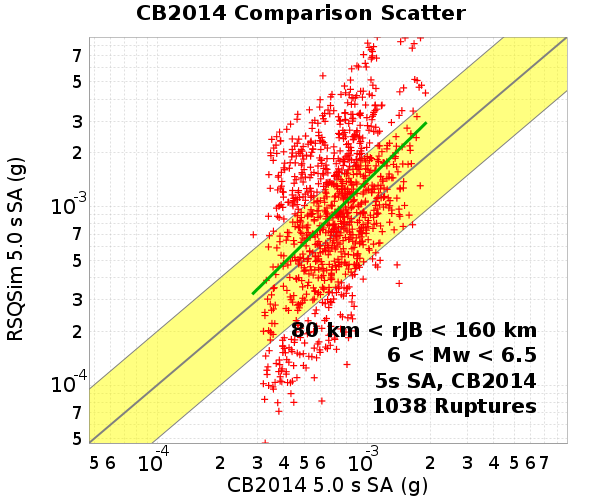 CB2014 Comparison Scatter
RSQSim 5.0 s SA (g)
7
5
3
2
10⁻³
7
5
3
2
10⁻⁴
7
5
80 km < rJB < 160 km
6 < Mw < 6.5
5s SA, CB2014
1038 Ruptures
5 6 10⁻⁴ 2 3 4 5 6 10⁻³ 2 3 4 5 6 7
CB2014 5.0 s SA (g)